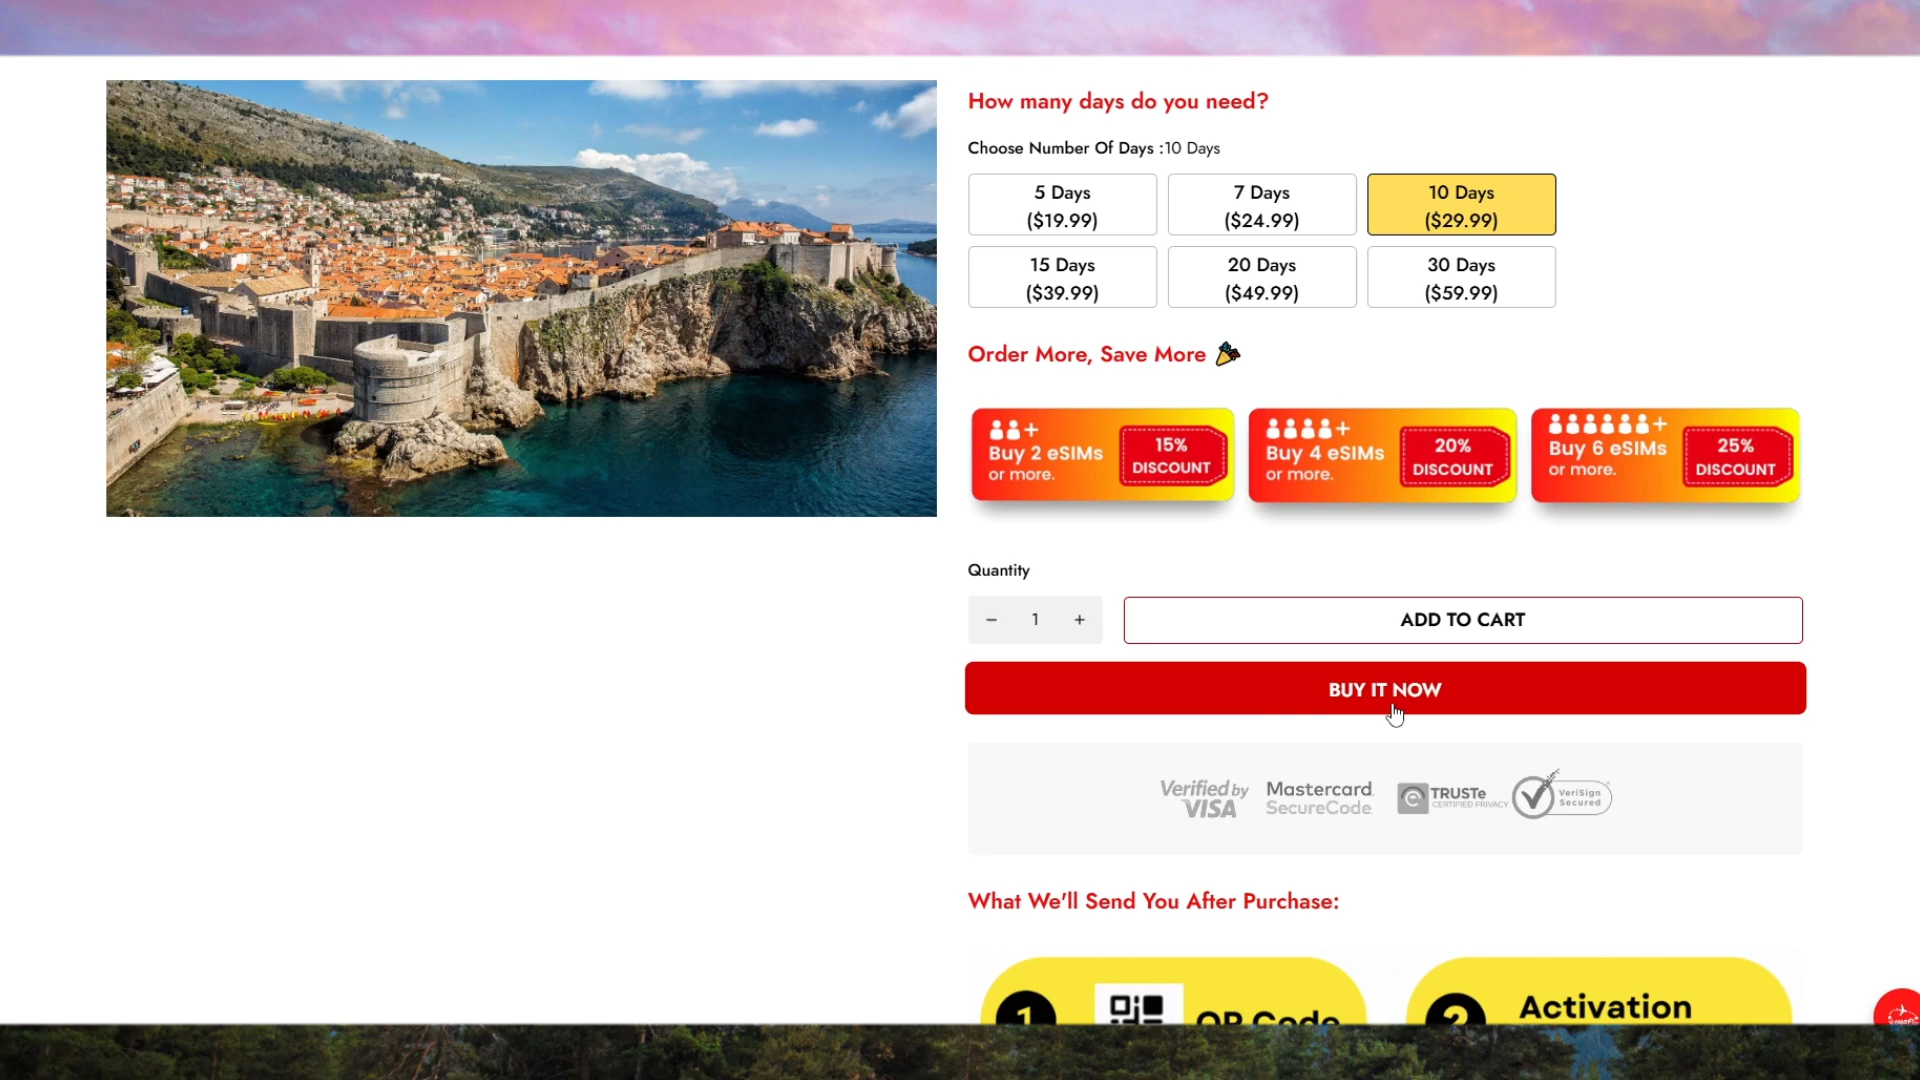 How many days do you need?
Choose Number Of Days :10 Days
5 Days
($19.99)
7 Days
($24.99)
10 Days
($29.99)
15 Days
($39.99)
20 Days
($49.99)
30 Days
($59.99)
Order More, Save More
Buy 2 eSIMs
or more.
15%
DISCOUNT
Buy 4 eSIMs
or more.
20%
DISCOUNT
Buy 6 eSIMs
or more.
25%
DISCOUNT
Quantity
− 1 +
ADD TO CART
BUY IT NOW
Verified by
VISA
Mastercard
SecureCode
TRUSTe
CERTIFIED PRIVACY
VeriSign
Secured
What We'll Send You After Purchase:
1 QR Code
2 Activation